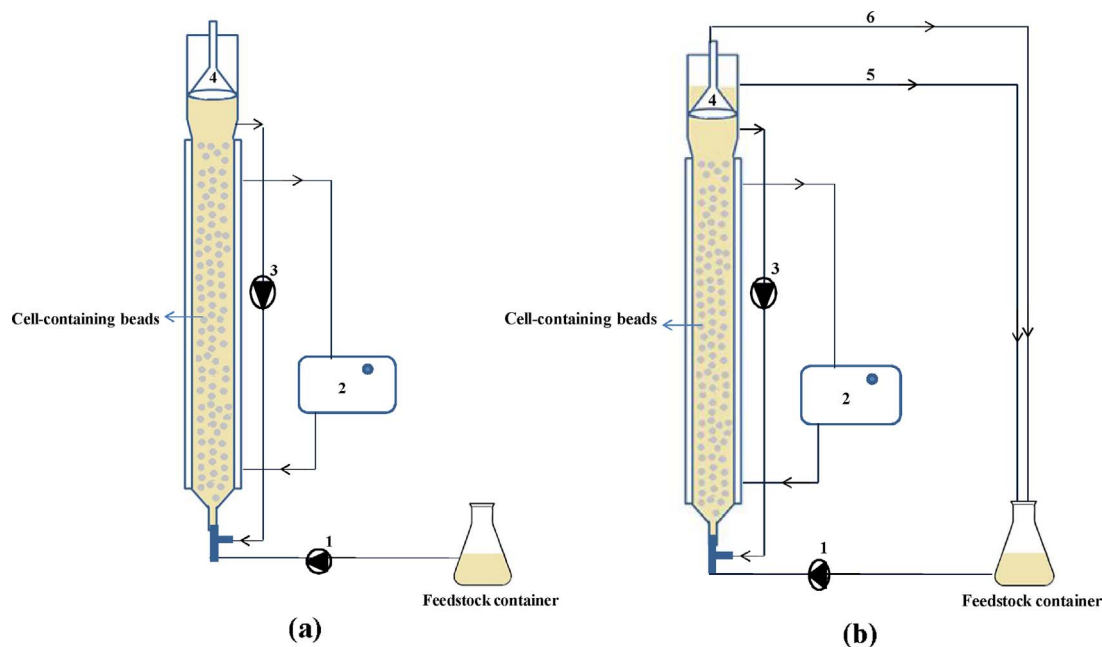 4
3
Cell-containing beads
2
1
Feedstock container
(a)
6
5
4
3
Cell-containing beads
2
1
Feedstock container
(b)